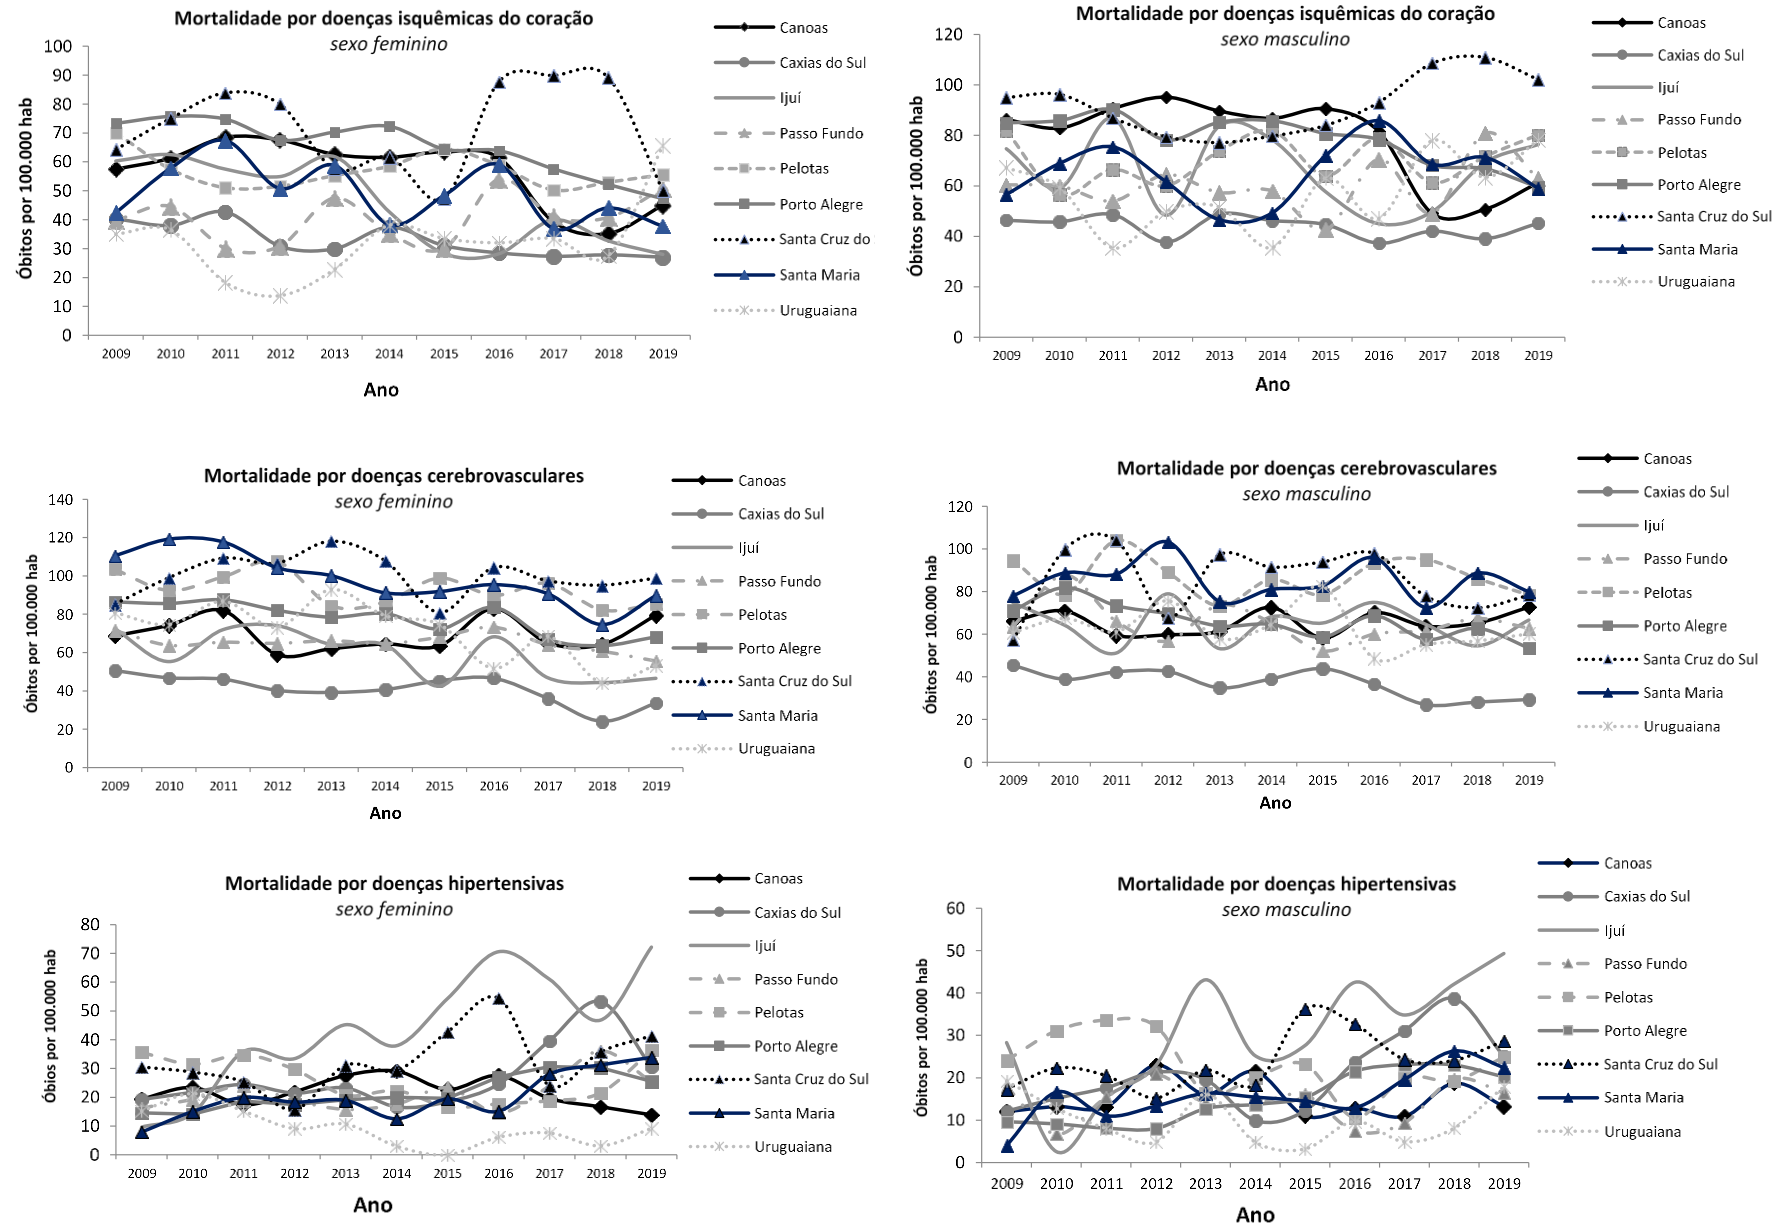 Mortalidade por doenças isquêmicas do coração
sexo feminino
Óbitos por 100.000 hab
100
90
80
70
60
50
40
30
20
10
0
2009 2010 2011 2012 2013 2014 2015 2016 2017 2018 2019
Ano
Canoas
Caxias do Sul
Ijuí
Passo Fundo
Pelotas
Porto Alegre
Santa Cruz do
Santa Maria
Uruguaiana
Mortalidade por doenças isquêmicas do coração
sexo masculino
Óbitos por 100.000 hab
120
100
80
60
40
20
0
2009 2010 2011 2012 2013 2014 2015 2016 2017 2018 2019
Ano
Canoas
Caxias do Sul
Ijuí
Passo Fundo
Pelotas
Porto Alegre
Santa Cruz do Sul
Santa Maria
Uruguaiana
Mortalidade por doenças cerebrovasculares
sexo feminino
Óbitos por 100.000 hab
140
120
100
80
60
40
20
0
2009 2010 2011 2012 2013 2014 2015 2016 2017 2018 2019
Ano
Canoas
Caxias do Sul
Ijuí
Passo Fundo
Pelotas
Porto Alegre
Santa Cruz do Sul
Santa Maria
Uruguaiana
Mortalidade por doenças cerebrovasculares
sexo masculino
Óbitos por 100.000 hab
120
100
80
60
40
20
0
2009 2010 2011 2012 2013 2014 2015 2016 2017 2018 2019
Ano
Canoas
Caxias do Sul
Ijuí
Passo Fundo
Pelotas
Porto Alegre
Santa Cruz do Sul
Santa Maria
Uruguaiana
Mortalidade por doenças hipertensivas
sexo feminino
Óbios por 100.000 hab
80
70
60
50
40
30
20
10
0
2009 2010 2011 2012 2013 2014 2015 2016 2017 2018 2019
Ano
Canoas
Caxias do Sul
Ijuí
Passo Fundo
Pelotas
Porto Alegre
Santa Cruz do Sul
Santa Maria
Uruguaiana
Mortalidade por doenças hipertensivas
sexo masculino
Óbitos por 100.000 hab
60
50
40
30
20
10
0
2009 2010 2011 2012 2013 2014 2015 2016 2017 2018 2019
Ano
Canoas
Caxias do Sul
Ijuí
Passo Fundo
Pelotas
Porto Alegre
Santa Cruz do Sul
Santa Maria
Uruguaiana